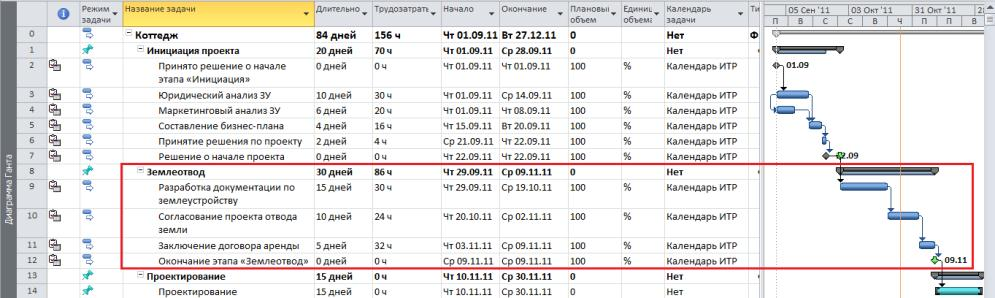 Режим задачи Название задачи Длительно Трудозатрат Начало Окончание Плановый объем Едини объема Календарь задачи Ти 05 Сен '11 03 Окт '11 31 Окт '11 28
П В С Ч П В С П В
0 Коттедж 84 дней 156 ч Чт 01.09.11 Вт 27.12.11 0 Нет Ф
1 Инициация проекта 20 дней 70 ч Чт 01.09.11 Ср 28.09.11 0 Нет
2 Принято решение о начале этапа «Инициация» 0 дней 0 ч Чт 01.09.11 Чт 01.09.11 100 % Календарь ИТР 01.09
3 Юридический анализ ЗУ 10 дней 30 ч Чт 01.09.11 Ср 14.09.11 100 % Календарь ИТР
4 Маркетинговый анализ ЗУ 6 дней 20 ч Чт 01.09.11 Чт 08.09.11 100 % Календарь ИТР
5 Составление бизнес-плана 4 дней 16 ч Чт 15.09.11 Вт 20.09.11 100 % Календарь ИТР
6 Принятие решения по проекту 2 дней 4 ч Ср 21.09.11 Чт 22.09.11 100 % Календарь ИТР
7 Решение о начале проекта 0 дней 0 ч Чт 22.09.11 Чт 22.09.11 100 % Календарь ИТР 2.09
8 Землеотвод 30 дней 86 ч Чт 29.09.11 Ср 09.11.11 0 Нет
9 Разработка документации по землеустройству 15 дней 30 ч Чт 29.09.11 Ср 19.10.11 100 % Календарь ИТР
10 Согласование проекта отвода земли 10 дней 24 ч Чт 20.10.11 Ср 02.11.11 100 % Календарь ИТР
11 Заключение договора аренды 5 дней 32 ч Чт 03.11.11 Ср 09.11.11 100 % Календарь ИТР
12 Окончание этапа «Землеотвод» 0 дней 0 ч Ср 09.11.11 Ср 09.11.11 100 % Календарь ИТР 09.11
13 Проектирование 15 дней 0 ч Чт 10.11.11 Ср 30.11.11 0 Нет
14 Проектирование 15 дней 0 ч Чт 10.11.11 Ср 30.11.11 0 Нет
Диаграмма Ганта